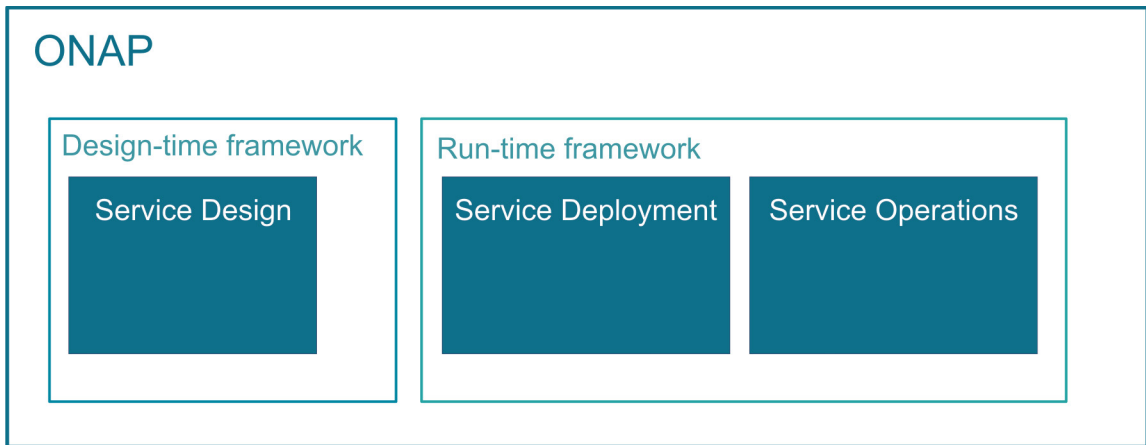 ONAP
Design-time framework
Service Design
Run-time framework
Service Deployment
Service Operations